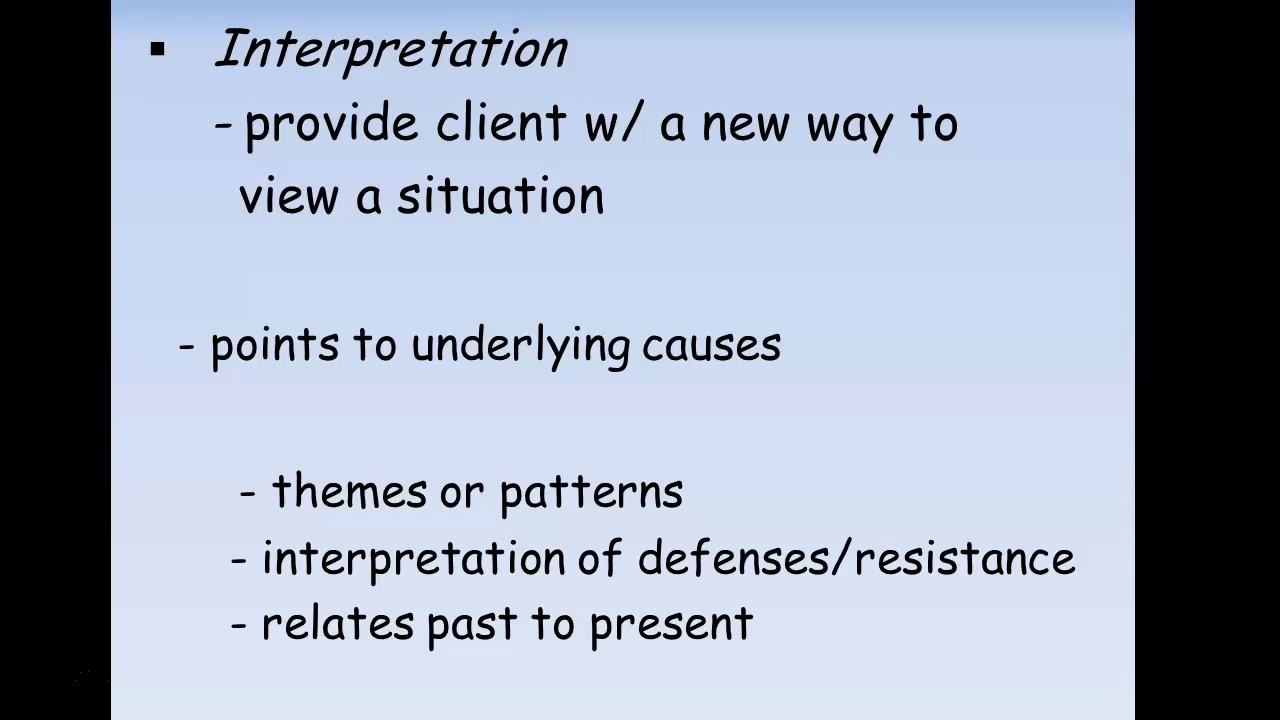 ▪ Interpretation
- provide client w/ a new way to
view a situation
- points to underlying causes
- themes or patterns
- interpretation of defenses/resistance
- relates past to present